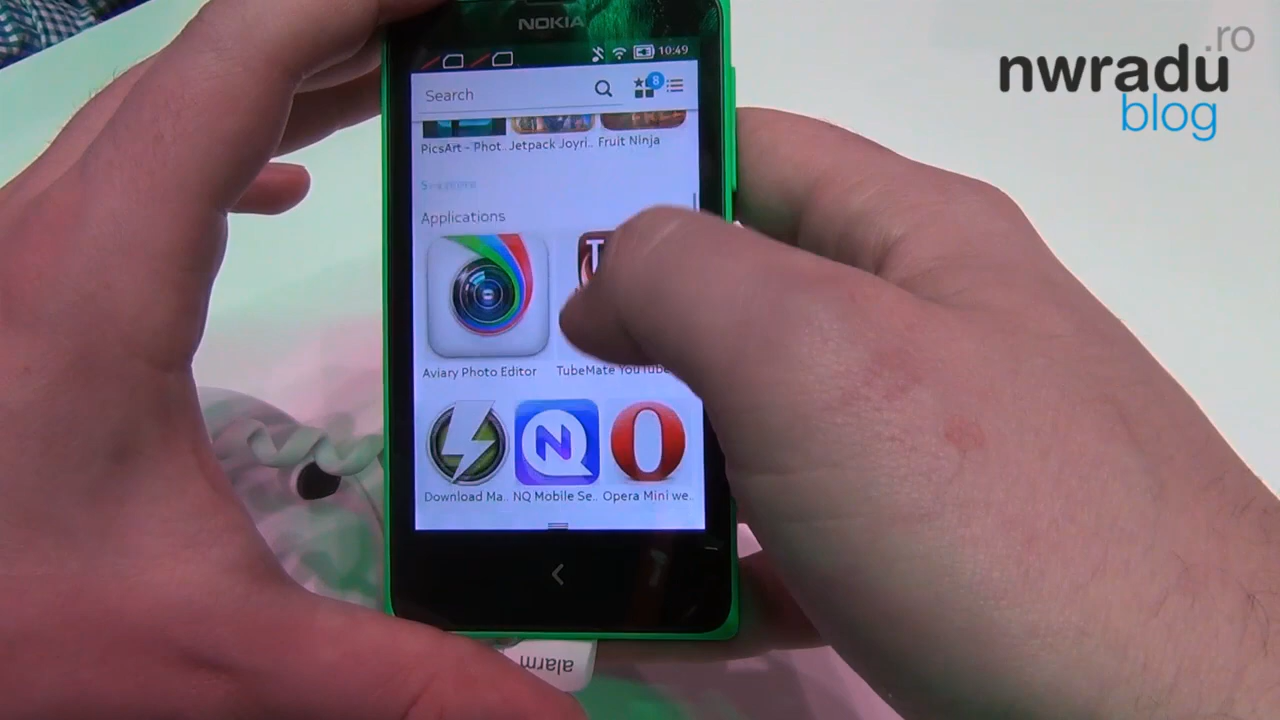 NOKIA
10:49
.ro
nwradu
blog
Search
8
PicsArt - Phot.. Jetpack Joyri.. Fruit Ninja
Applications
T
Aviary Photo Editor
TubeMate YouTube
Download Ma.. NQ Mobile Se.. Opera Mini we..
alarm